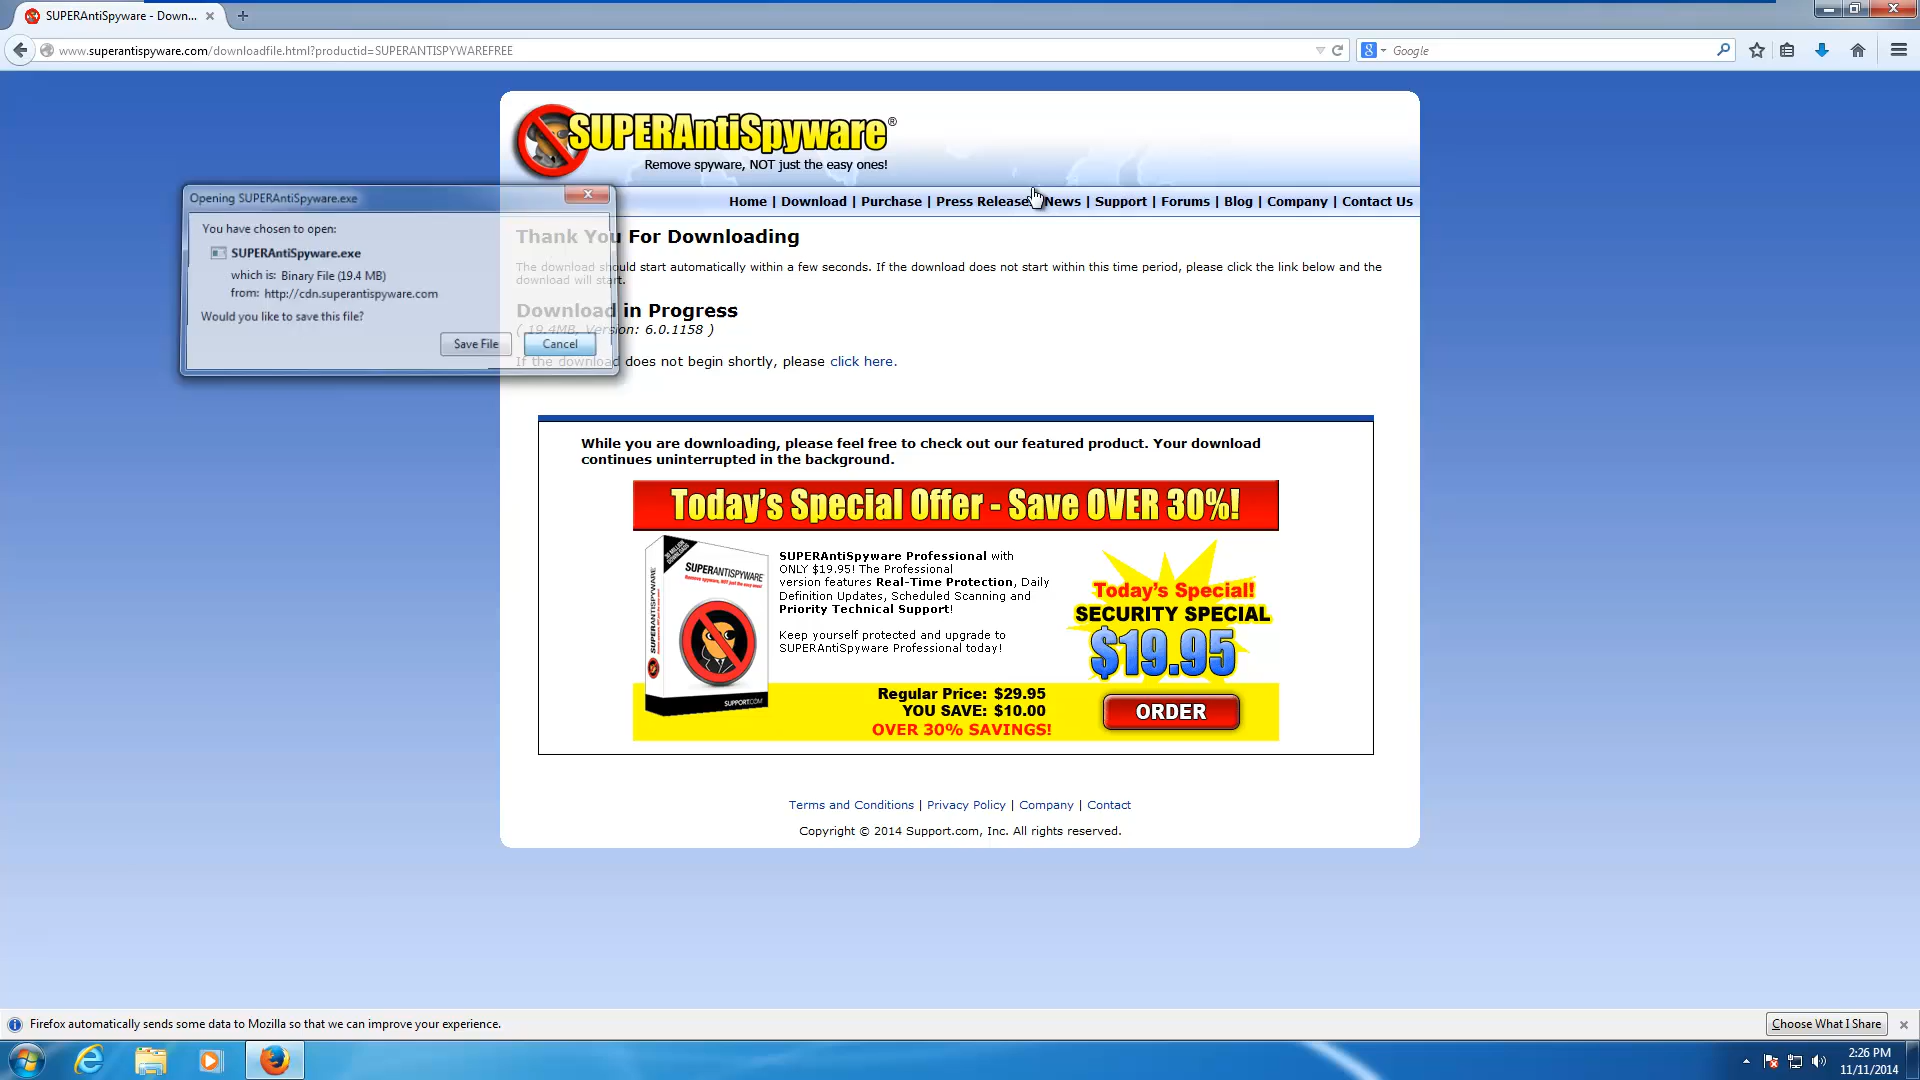 SUPERAntiSpyware - Down...
www.superantispyware.com/downloadfile.html?productid=SUPERANTISPYWAREFREE
Google
SUPERAntiSpyware®
Remove spyware, NOT just the easy ones!
Home | Download | Purchase | Press Release News | Support | Forums | Blog | Company | Contact Us
Opening SUPERAntiSpyware.exe
You have chosen to open:
SUPERAntiSpyware.exe
which is: Binary File (19.4 MB)
from: http://cdn.superantispyware.com
Would you like to save this file?
Save File
Cancel
Thank You For Downloading
The download should start automatically within a few seconds. If the download does not start within this time period, please click the link below and the
download will start.
Download in Progress
( 19.4MB, Version: 6.0.1158 )
If the download does not begin shortly, please click here.
While you are downloading, please feel free to check out our featured product. Your download
continues uninterrupted in the background.
Today's Special Offer - Save OVER 30%!
SUPERANTISPYWARE
Remove spyware, NOT just the easy ones!
SUPERANTISPYWARE
SUPPORT.COM
SUPERAntiSpyware Professional with
ONLY $19.95! The Professional
version features Real-Time Protection, Daily
Definition Updates, Scheduled Scanning and
Priority Technical Support!
Keep yourself protected and upgrade to
SUPERAntiSpyware Professional today!
Today's Special!
SECURITY SPECIAL
$19.95
Regular Price: $29.95
YOU SAVE: $10.00
OVER 30% SAVINGS!
ORDER
Terms and Conditions | Privacy Policy | Company | Contact
Copyright © 2014 Support.com, Inc. All rights reserved.
Firefox automatically sends some data to Mozilla so that we can improve your experience.
Choose What I Share
2:26 PM
11/11/2014